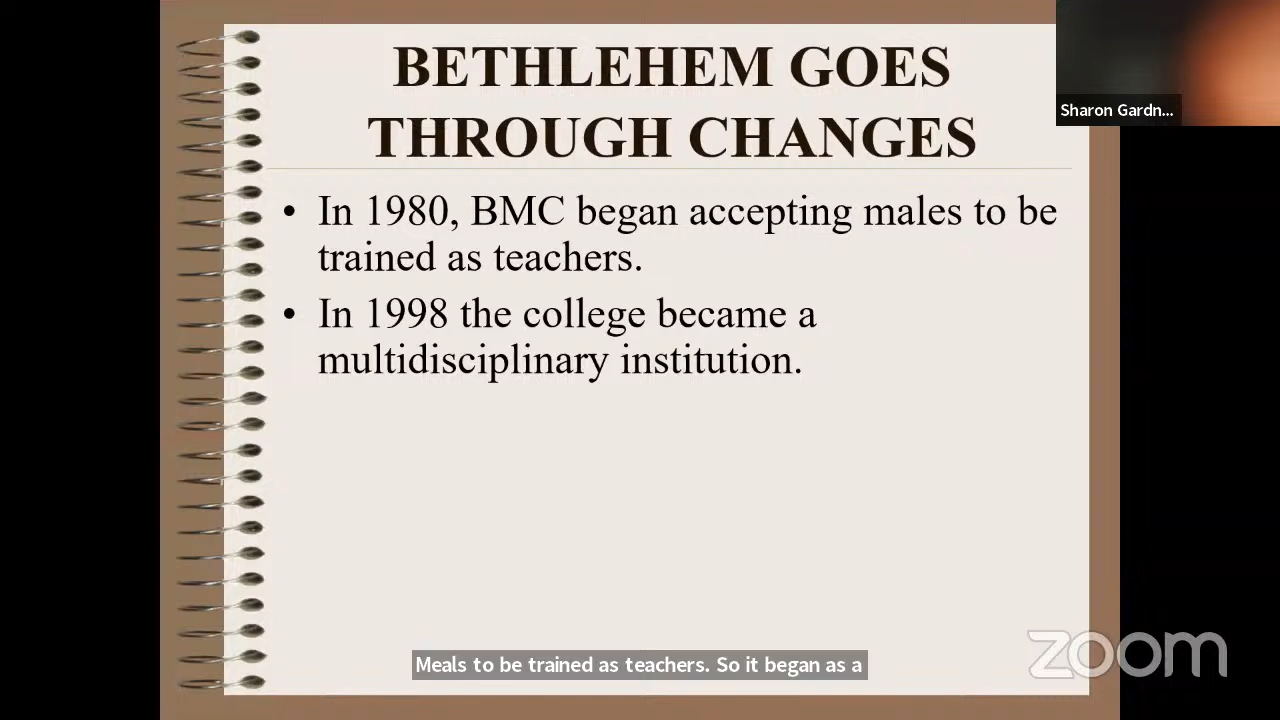 BETHLEHEM GOES
THROUGH CHANGES
Sharon Gardn...
• In 1980, BMC began accepting males to be
trained as teachers.
• In 1998 the college became a
multidisciplinary institution.
Meals to be trained as teachers. So it began as a
zoom